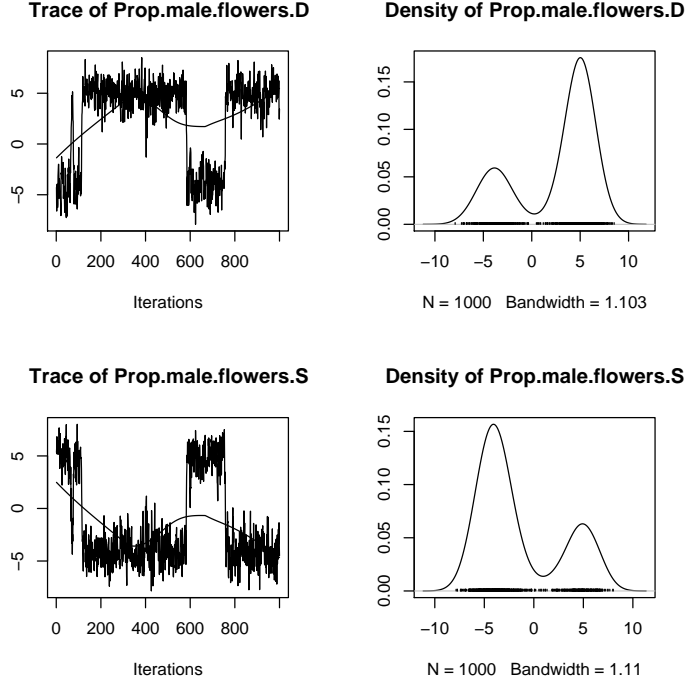 Trace of Prop.male.flowers.D
5
0
−5
0 200 400 600 800
Iterations
Density of Prop.male.flowers.D
0.15
0.10
0.05
0.00
−10 −5 0 5 10
N = 1000 Bandwidth = 1.103
Trace of Prop.male.flowers.S
5
0
−5
0 200 400 600 800
Iterations
Density of Prop.male.flowers.S
0.15
0.10
0.05
0.00
−10 −5 0 5 10
N = 1000 Bandwidth = 1.11